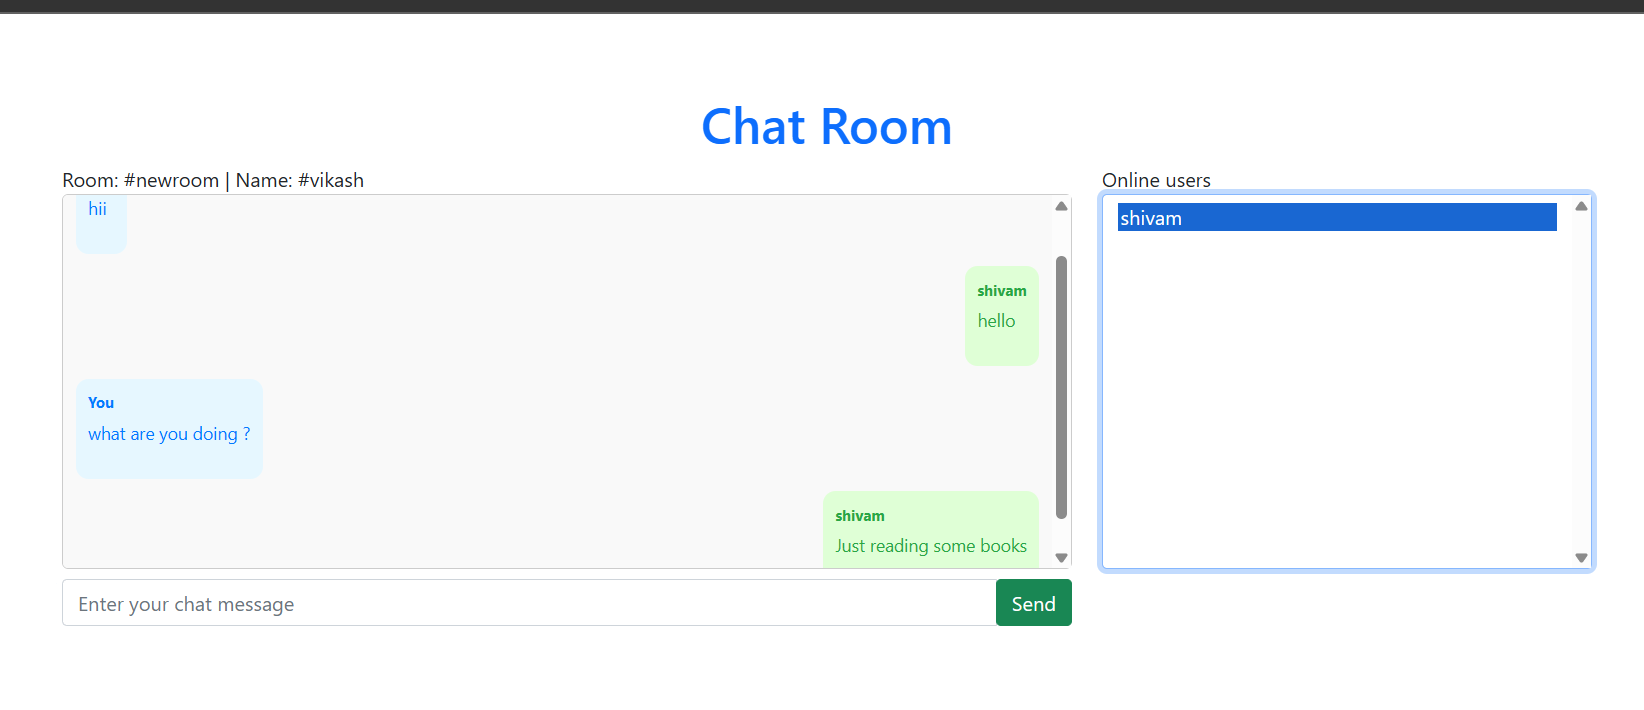 Chat Room
Room: #newroom | Name: #vikash
hii
shivam
hello
You
what are you doing ?
shivam
Just reading some books
Enter your chat message
Send
Online users
shivam